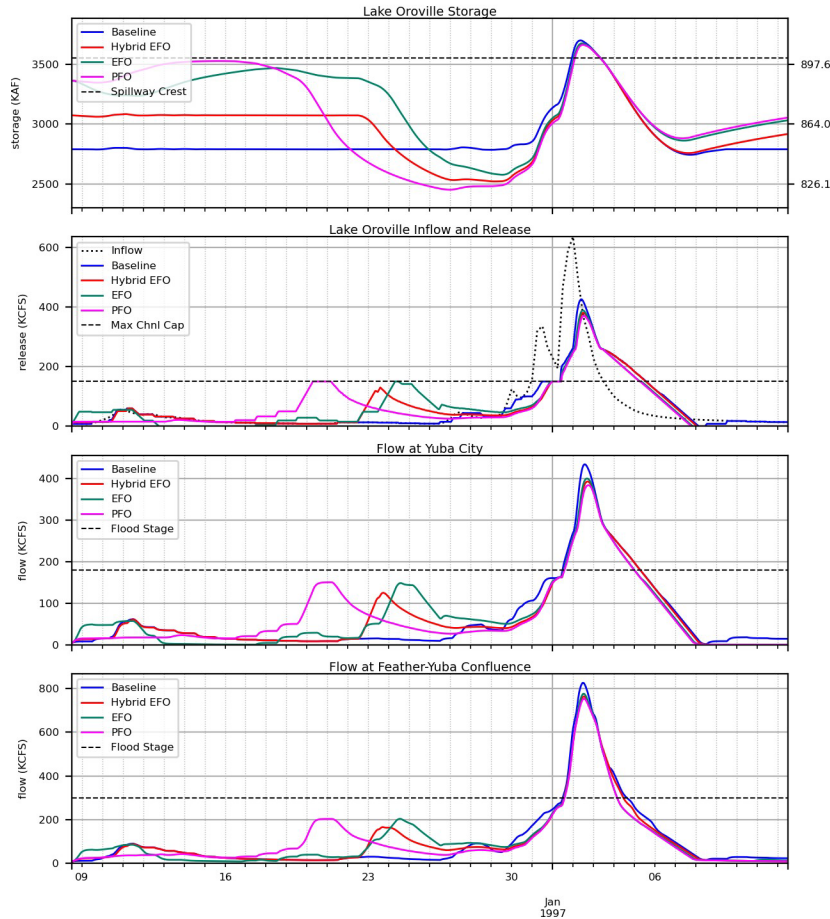 Lake Oroville Storage
Baseline
Hybrid EFO
EFO
PFO
Spillway Crest
storage (KAF)
3500
3000
2500
897.6
864.0
826.1
Lake Oroville Inflow and Release
Inflow
Baseline
Hybrid EFO
EFO
PFO
Max Chnl Cap
release (KCFS)
600
400
200
0
Flow at Yuba City
Baseline
Hybrid EFO
EFO
PFO
Flood Stage
flow (KCFS)
400
300
200
100
0
Flow at Feather-Yuba Confluence
Baseline
Hybrid EFO
EFO
PFO
Flood Stage
flow (KCFS)
800
600
400
200
0
09 16 23 30 06
Jan
1997